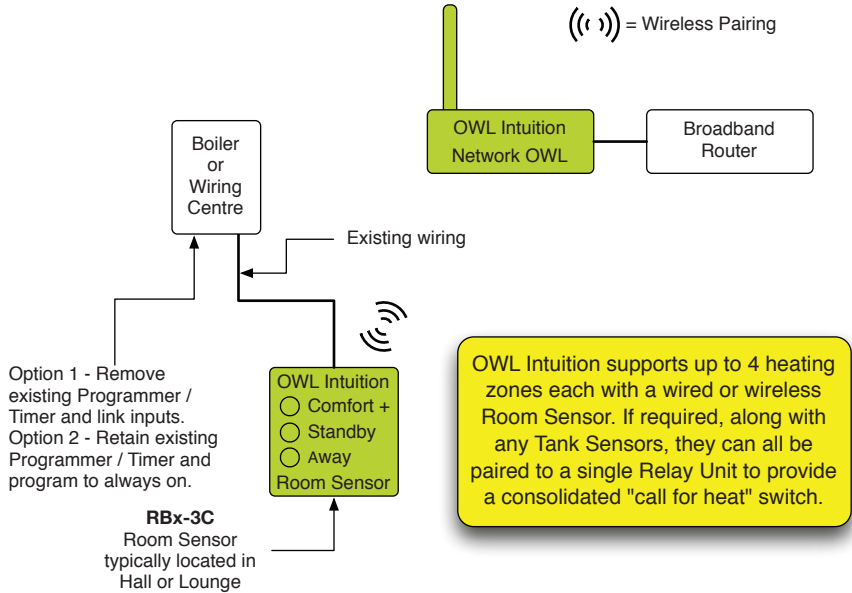 = Wireless Pairing
OWL Intuition
Network OWL
Broadband
Router
Boiler
or
Wiring
Centre
Existing wiring
Option 1 - Remove
existing Programmer /
Timer and link inputs.
Option 2 - Retain existing
Programmer / Timer and
program to always on.
OWL Intuition
Comfort +
Standby
Away
Room Sensor
RBx-3C
Room Sensor
typically located in
Hall or Lounge
OWL Intuition supports up to 4 heating
zones each with a wired or wireless
Room Sensor. If required, along with
any Tank Sensors, they can all be
paired to a single Relay Unit to provide
a consolidated "call for heat" switch.